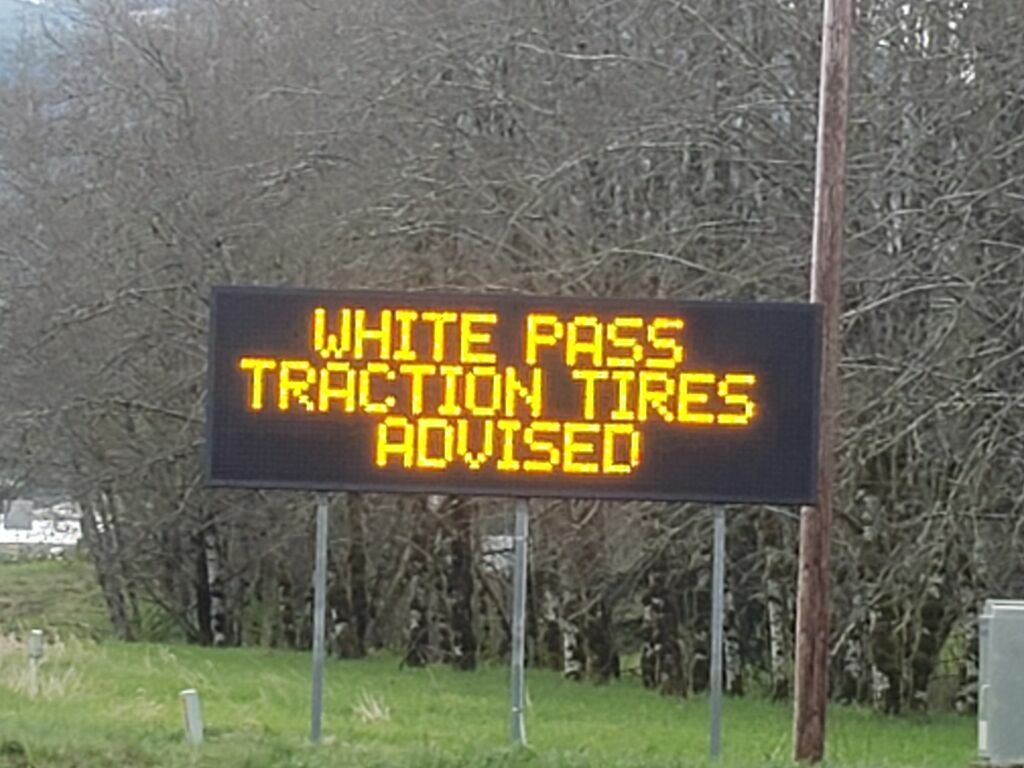 WHITE PASS
TRACTION TIRES
ADVISED